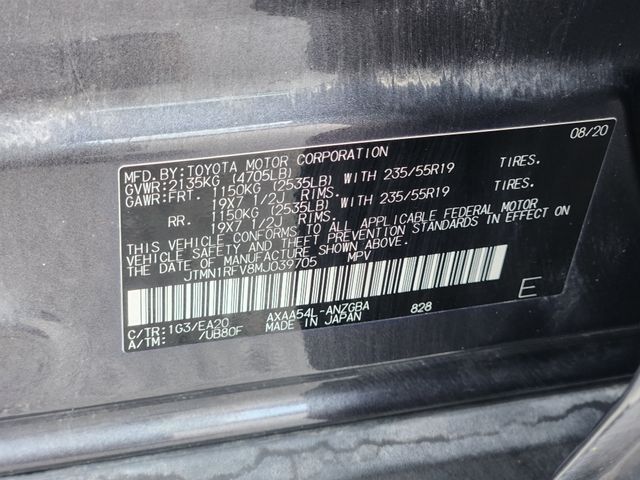 08/20
MFD.BY:TOYOTA MOTOR CORPORATION
GVWR:2135KG (4705LB)
GAWR:FRT. 1150KG (2535LB) WITH 235/55R19 TIRES.
19X7 1/2J RIMS.
RR. 1150KG (2535LB) WITH 235/55R19 TIRES.
19X7 1/2J RIMS.
THIS VEHICLE CONFORMS TO ALL APPLICABLE FEDERAL MOTOR
VEHICLE SAFETY AND THEFT PREVENTION STANDARDS IN EFFECT ON
THE DATE OF MANUFACTURE SHOWN ABOVE.
JTMN1RFV8MJ039705 MPV
E
C/TR:1G3/EA20 AXAA54L-ANZGBA 828
A/TM: /UB80F MADE IN JAPAN